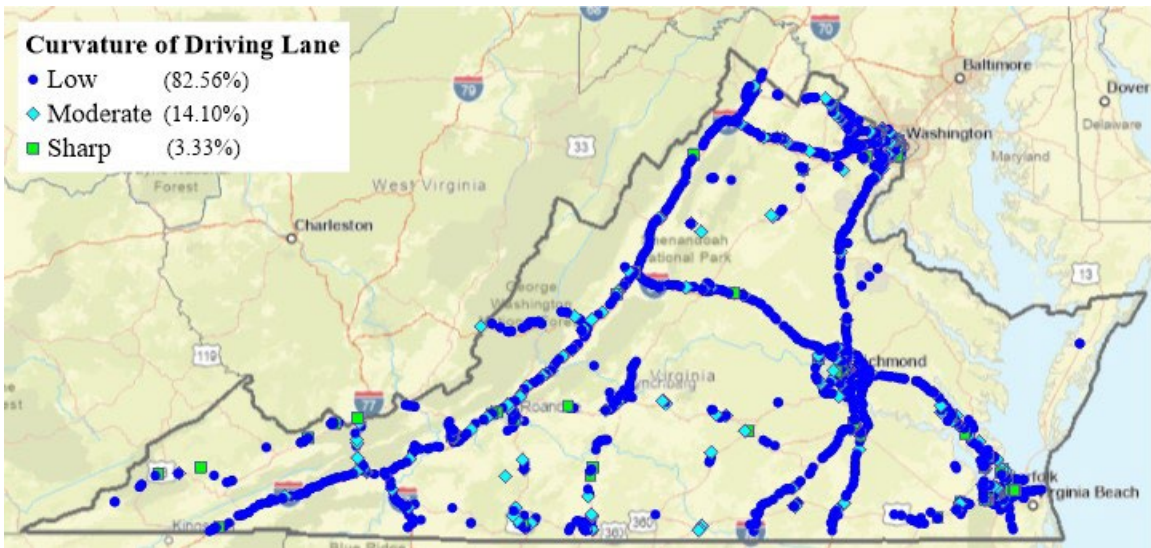 Curvature of Driving Lane
Low (82.56%)
Moderate (14.10%)
Sharp (3.33%)
68
70
79
Baltimore
Dover
Washington
Delaware
Maryland
33
Forest
West Virginia
Charleston
Shenandoah
National Park
13
George
Washington
119
Richmond
Virginia
Lynchburg
77
Roanoke
Norfolk
Virginia Beach
360
360
Blue Ridge